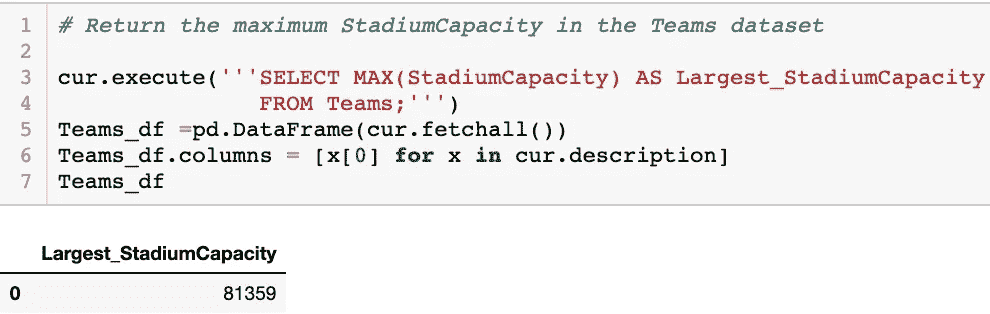 1 # Return the maximum StadiumCapacity in the Teams dataset
2
3 cur.execute('''SELECT MAX(StadiumCapacity) AS Largest_StadiumCapacity
4 FROM Teams;''')
5 Teams_df =pd.DataFrame(cur.fetchall())
6 Teams_df.columns = [x[0] for x in cur.description]
7 Teams_df
Largest_StadiumCapacity
0 81359